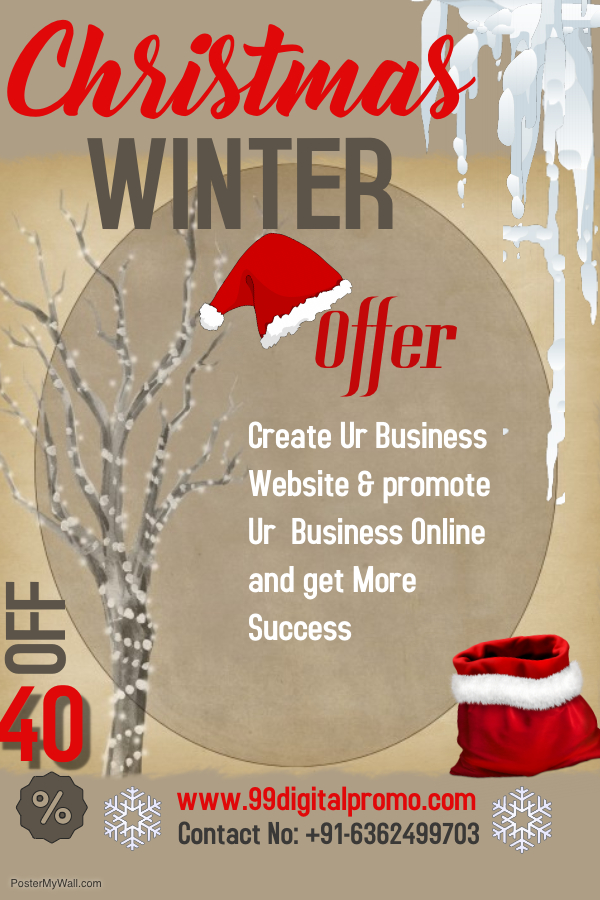 Christmas
WINTER
Offer
Create Ur Business
Website & promote
Ur Business Online
and get More
Success
OFF
40
%
www.99digitalpromo.com
Contact No: +91-6362499703
PosterMyWall.com